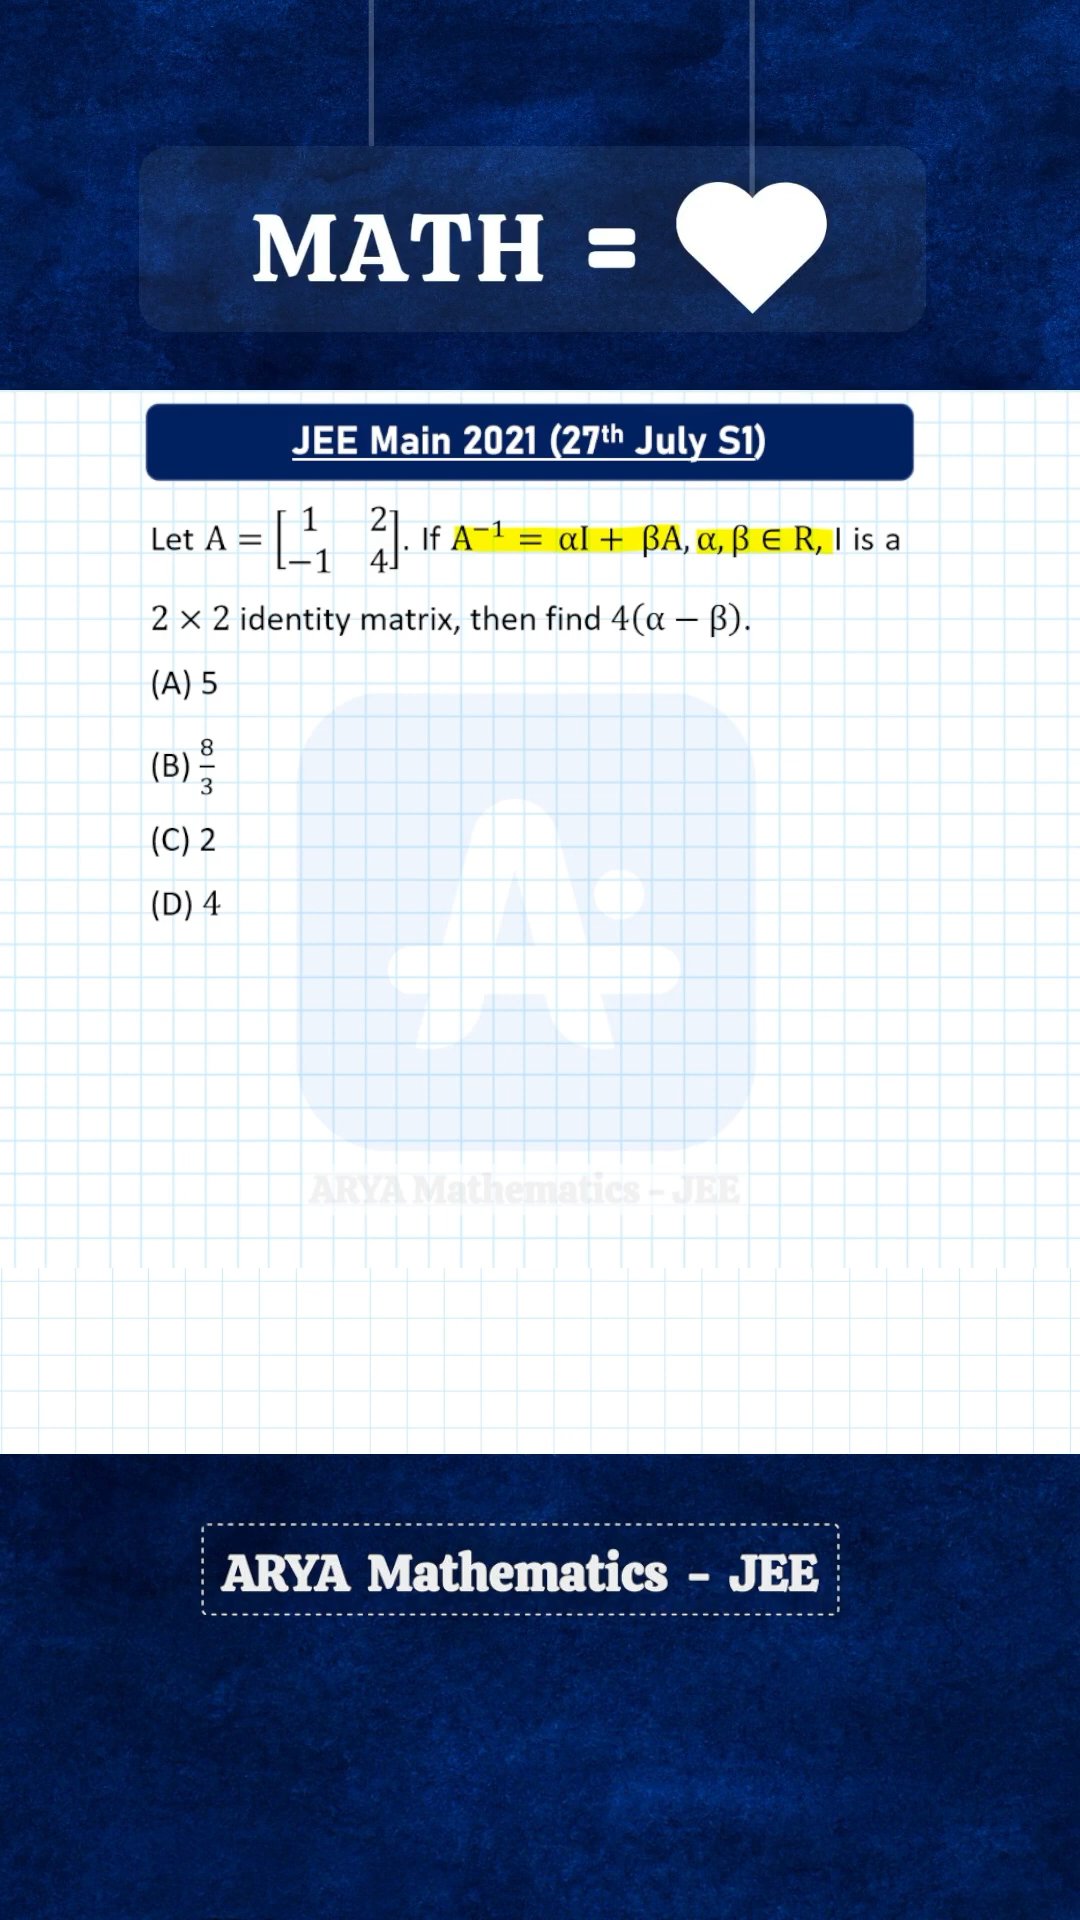 MATH =
JEE Main 2021 (27th July S1)
Let A = [1 2; −1 4]. If A⁻¹ = αI + βA, α, β ∈ R, I is a
2 × 2 identity matrix, then find 4(α − β).
(A) 5
(B) 8/3
(C) 2
(D) 4
ARYA Mathematics - JEE
ARYA Mathematics - JEE